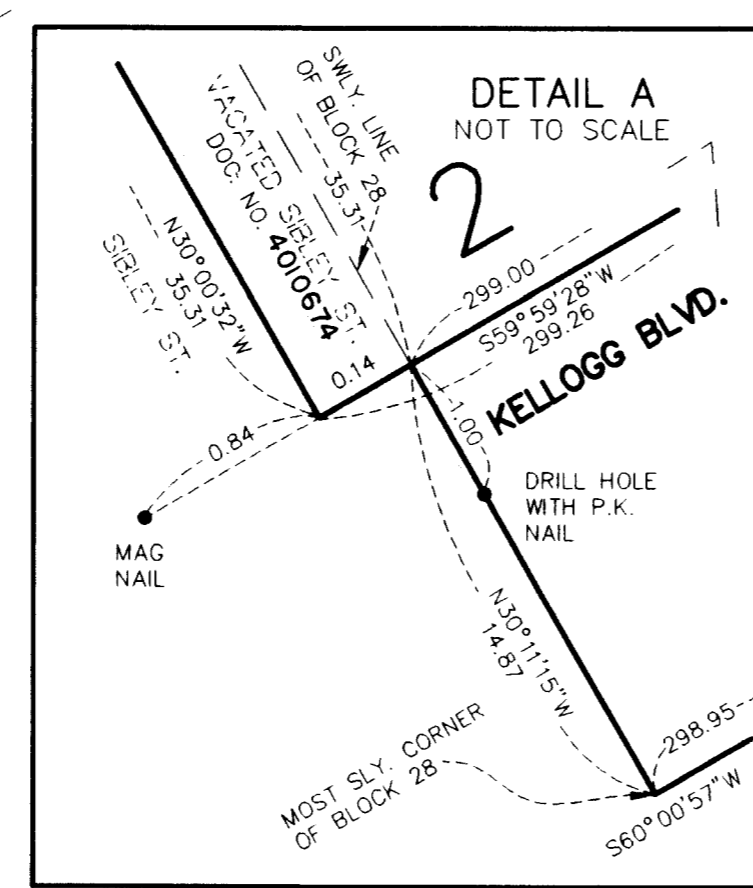 DETAIL A
NOT TO SCALE
SWLY. LINE
OF BLOCK 28
35.31
VACATED SIBLEY ST.
DOC. NO. 4010674
N30°00'32"W
35.31
SIBLEY ST.
2
299.00
S59°59'28"W
299.26
KELLOGG BLVD.
0.14
0.84
1.00
MAG
NAIL
DRILL HOLE
WITH P.K.
NAIL
N30°11'15"W
14.87
MOST SLY. CORNER
OF BLOCK 28
298.95
S60°00'57"W